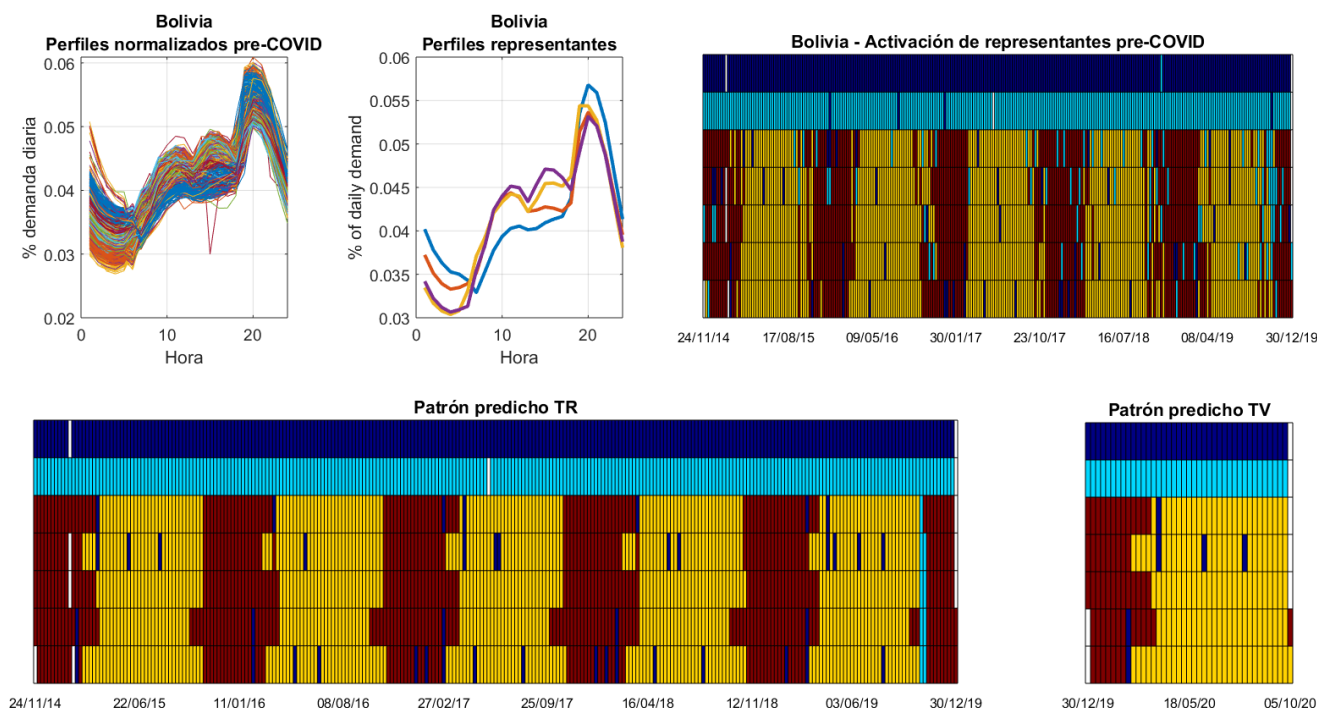 Bolivia
Perfiles normalizados pre-COVID
0.06
0.05
0.04
0.03
0.02
% demanda diaria
0
10
20
Hora
Bolivia
Perfiles representantes
0.06
0.055
0.05
0.045
0.04
0.035
0.03
% of daily demand
0
10
20
Hora
Bolivia - Activación de representantes pre-COVID
24/11/14 17/08/15 09/05/16 30/01/17 23/10/17 16/07/18 08/04/19 30/12/19
Patrón predicho TR
24/11/14 22/06/15 11/01/16 08/08/16 27/02/17 25/09/17 16/04/18 12/11/18 03/06/19 30/12/19
Patrón predicho TV
30/12/19 18/05/20 05/10/20